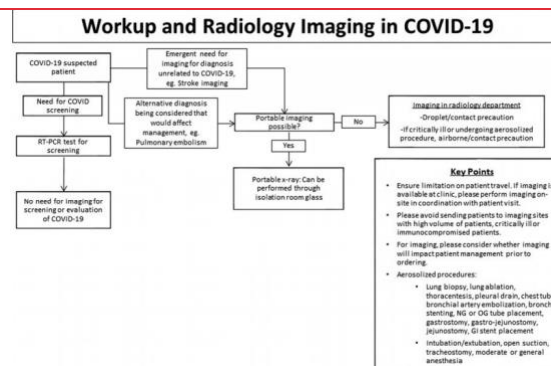 Workup and Radiology Imaging in COVID-19
COVID-19 suspected
patient
Emergent need for
imaging for diagnosis
unrelated to COVID-19,
eg. Stroke imaging
Need for COVID
screening
Alternative diagnosis
being considered that
would affect
management, eg.
Pulmonary embolism
RT-PCR test for
screening
No need for imaging for
screening or evaluation
of COVID-19
Portable imaging
possible?
No
Yes
Portable x-ray: Can be
performed through
isolation room glass
Imaging in radiology department
-Droplet/contact precaution
-If critically ill or undergoing aerosolized
procedure, airborne/contact precaution
Key Points
• Ensure limitation on patient travel. If imaging is
available at clinic, please perform imaging on-
site in coordination with patient visit.
• Please avoid sending patients to imaging sites
with high volume of patients, critically ill or
immunocompromised patients.
• For imaging, please consider whether imaging
will impact patient management prior to
ordering.
• Aerosolized procedures:
• Lung biopsy, lung ablation,
thoracentesis, pleural drain, chest tub
bronchial artery embolization, bronch
stenting, NG or OG tube placement,
gastrostomy, gastro-jejunostomy,
jejunostomy, GI stent placement
• Intubation/extubation, open suction,
tracheostomy, moderate or general
anesthesia